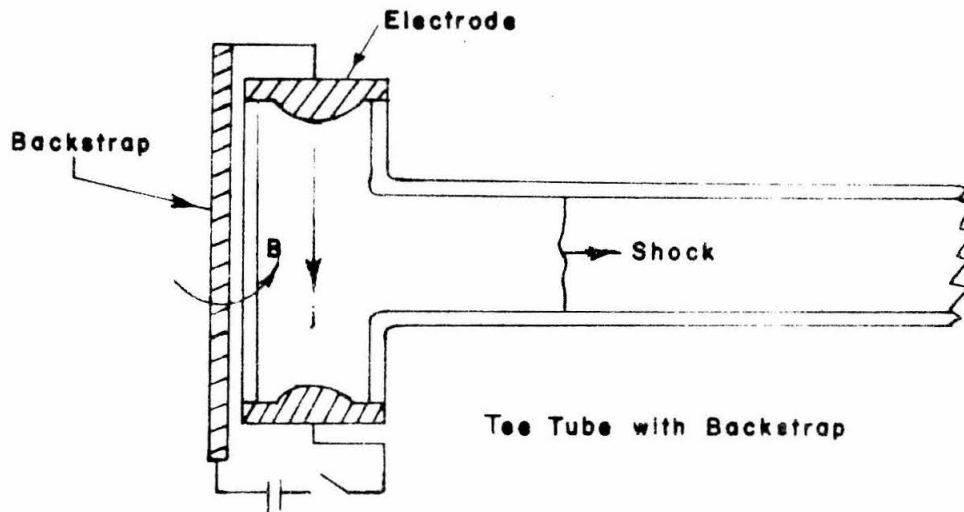 Electrode
Backstrap
B
j
Shock
Tee Tube with Backstrap